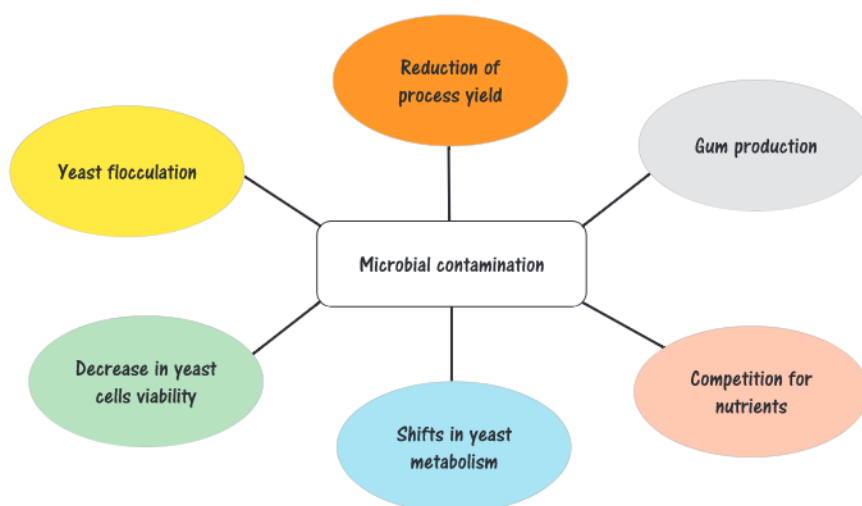 Reduction of
process yield
Gum production
Yeast flocculation
Microbial contamination
Decrease in yeast
cells viability
Competition for
nutrients
Shifts in yeast
metabolism